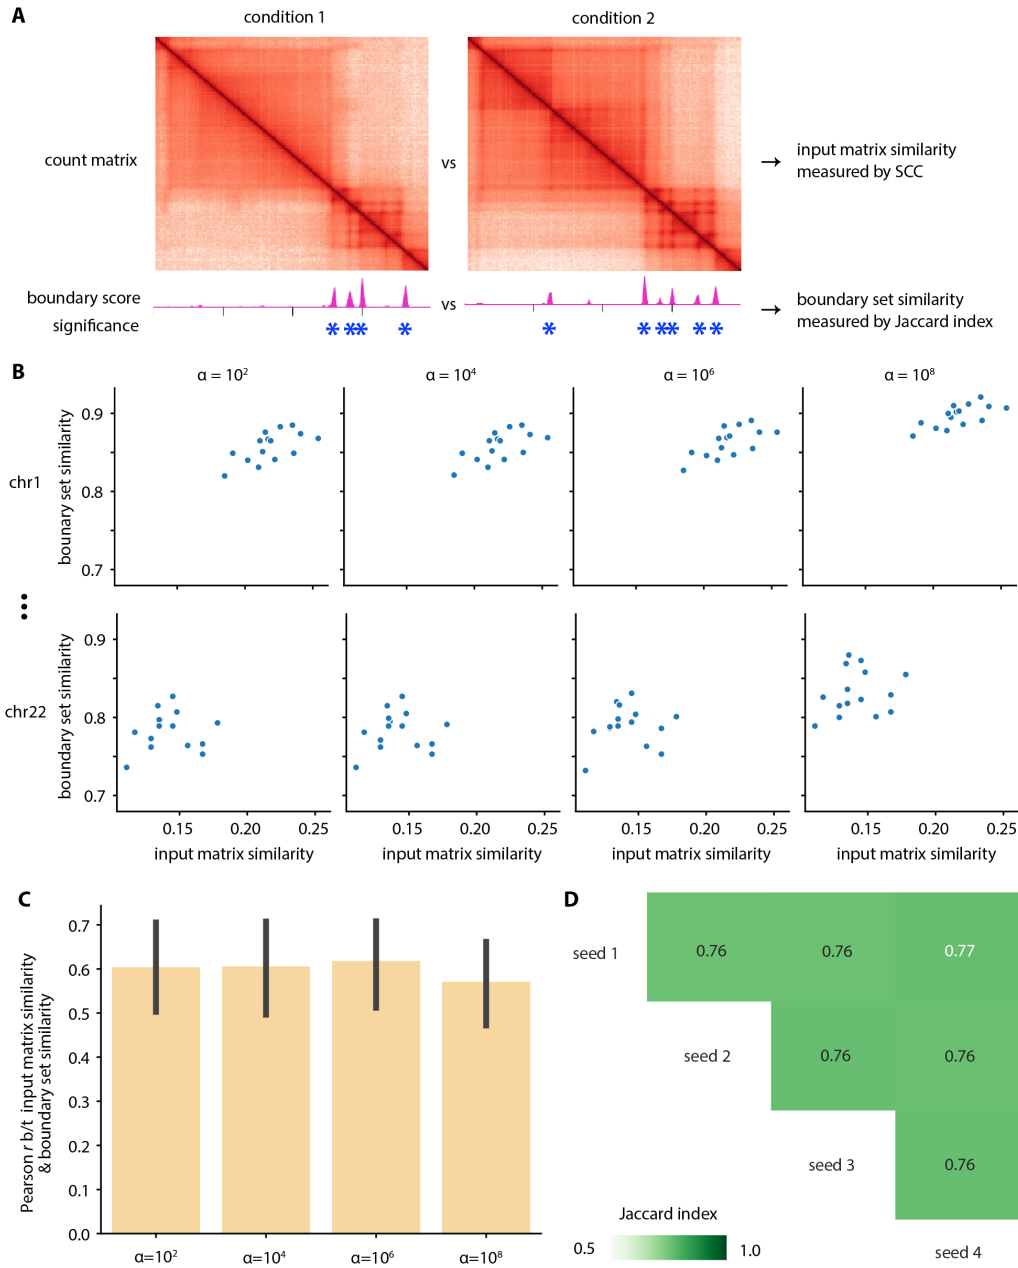 A
condition 1
condition 2
count matrix
vs
input matrix similarity
measured by SCC
boundary score
vs
boundary set similarity
measured by Jaccard index
significance
* ** *
* *** **
B
α = 10²
α = 10⁴
α = 10⁶
α = 10⁸
chr1
bounary set similarity
0.9
0.8
0.7
chr22
boundary set similarity
0.9
0.8
0.7
0.15 0.20 0.25
0.15 0.20 0.25
0.15 0.20 0.25
0.15 0.20 0.25
input matrix similarity
input matrix similarity
input matrix similarity
input matrix similarity
C
Pearson r b/t input matrix similarity
& boundary set similarity
0.7
0.6
0.5
0.4
0.3
0.2
0.1
0.0
α=10²
α=10⁴
α=10⁶
α=10⁸
D
seed 1
0.76 0.76 0.77
seed 2
0.76 0.76
seed 3
0.76
seed 4
Jaccard index
0.5
1.0